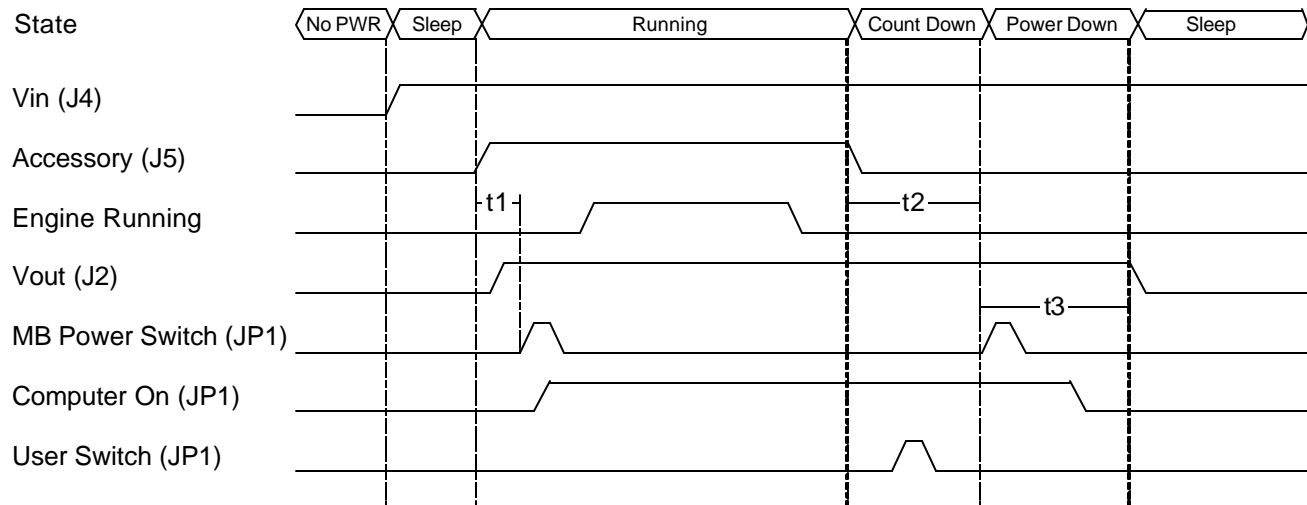 State No PWR Sleep Running Count Down Power Down Sleep
Vin (J4)
Accessory (J5)
t1 t2
Engine Running
Vout (J2)
t3
MB Power Switch (JP1)
Computer On (JP1)
User Switch (JP1)